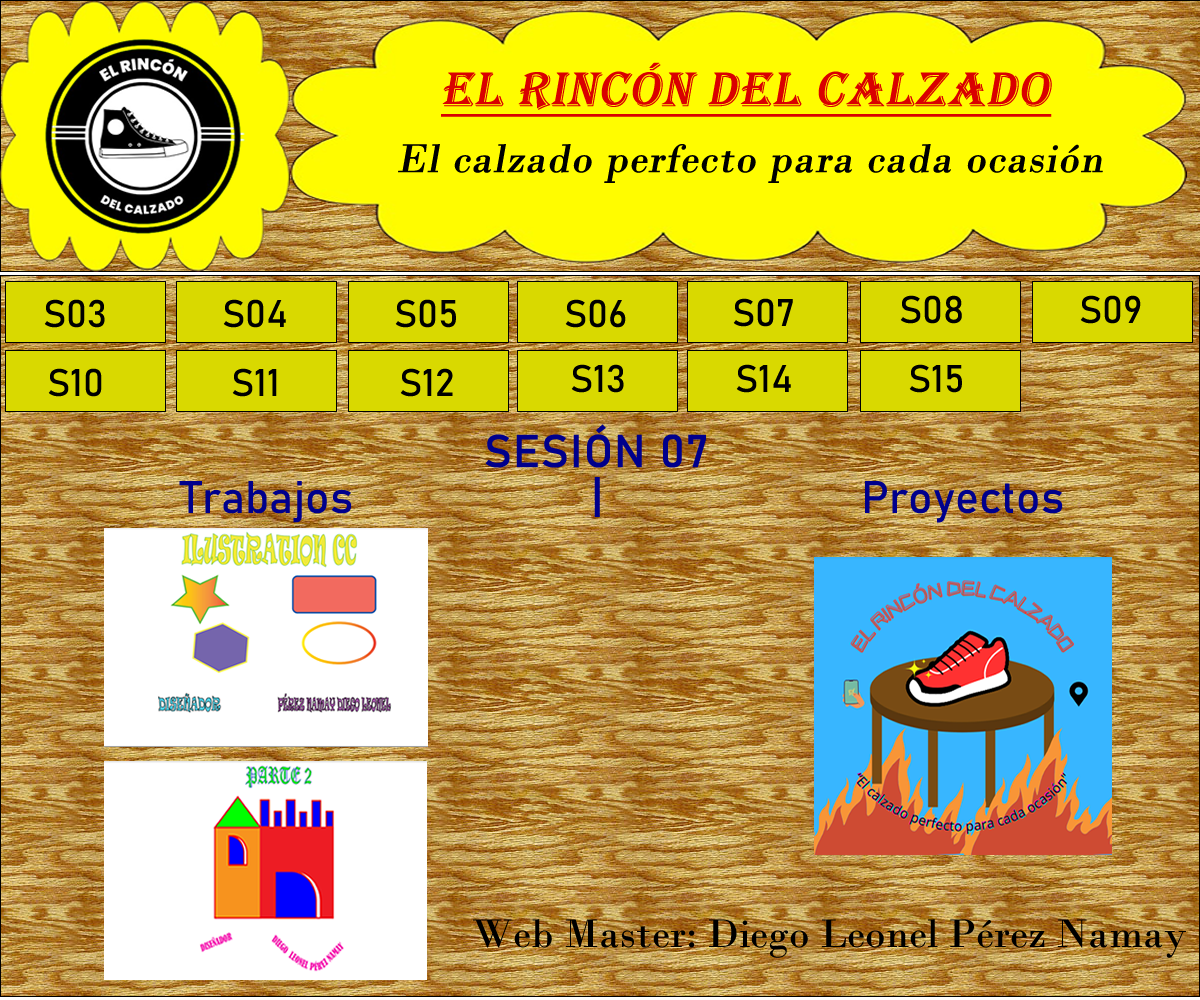 EL RINCÓN
DEL CALZADO
EL RINCÓN DEL CALZADO
El calzado perfecto para cada ocasión
S03 S04 S05 S06 S07 S08 S09
S10 S11 S12 S13 S14 S15
SESIÓN 07
Trabajos | Proyectos
ILUSTRATION CC
DISEÑADOR PÉREZ NAMAY DIEGO LEONEL
PARTE 2
DISEÑADOR DIEGO LEONEL PÉREZ NAMAY
EL RINCÓN DEL CALZADO
"El calzado perfecto para cada ocasión"
Web Master: Diego Leonel Pérez Namay